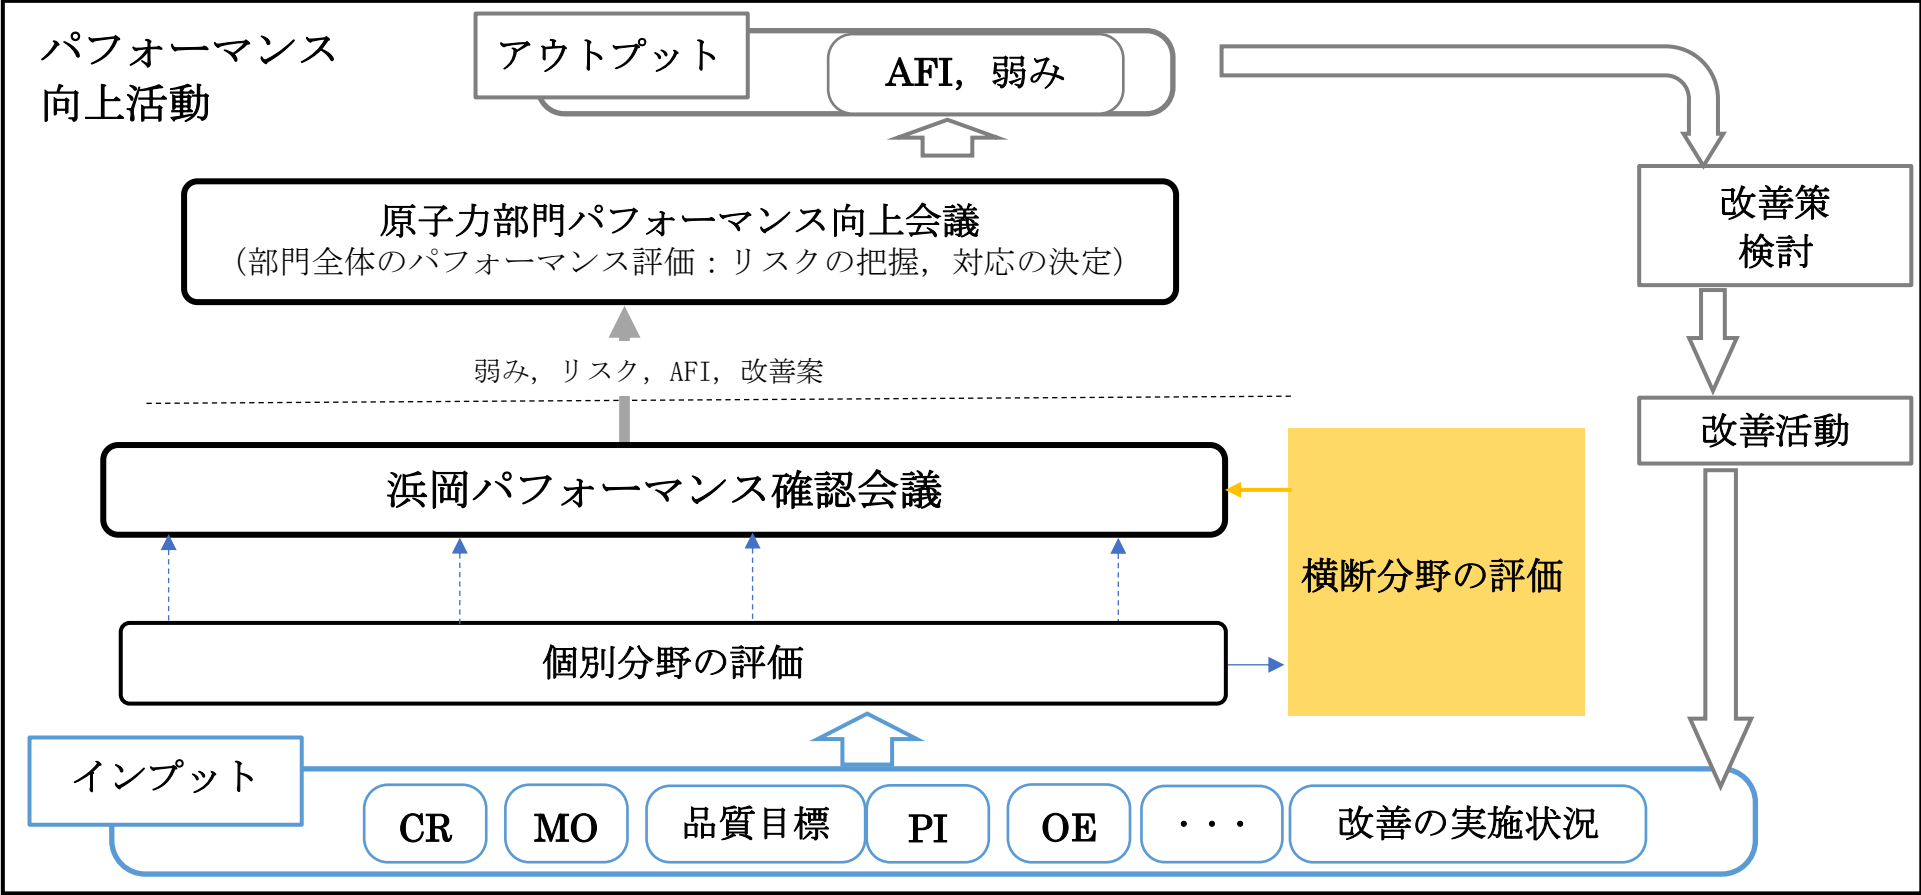 パフォーマンス
向上活動
アウトプット
AFI，弱み
原子力部門パフォーマンス向上会議
（部門全体のパフォーマンス評価：リスクの把握，対応の決定）
改善策
検討
弱み，リスク，AFI，改善案
改善活動
浜岡パフォーマンス確認会議
横断分野の評価
個別分野の評価
インプット
CR
MO
品質目標
PI
OE
・・・
改善の実施状況